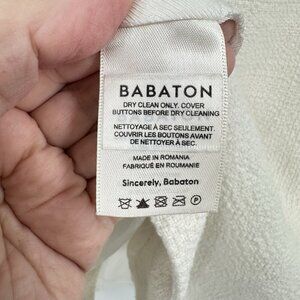 BABATON
DRY CLEAN ONLY. COVER
BUTTONS BEFORE DRY CLEANING
NETTOYAGE À SEC SEULEMENT.
COUVRIR LES BOUTONS AVANT
DE NETTOYER À SEC.
MADE IN ROMANIA
FABRIQUÉ EN ROUMANIE
Sincerely, Babaton
P